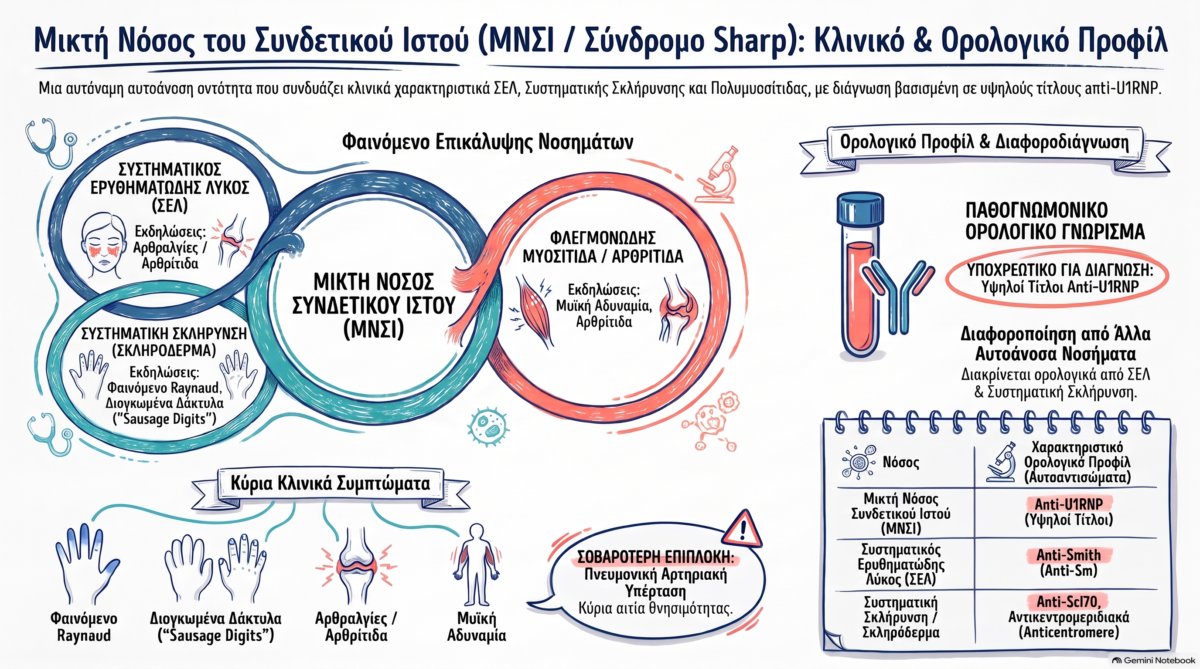 Μικτή Νόσος του Συνδετικού Ιστού (ΜΝΣΙ / Σύνδρομο Sharp): Κλινικό & Ορολογικό Προφίλ
Μια αυτόναμη αυτοάνοση οντότητα που συνδυάζει κλινικά χαρακτηριστικά ΣΕΛ, Συστηματικής Σκλήρυνσης και Πολυμυοσίτιδας, με διάγνωση βασισμένη σε υψηλούς τίτλους anti-U1RNP.
Φαινόμενο Επικάλυψης Νοσημάτων
ΣΥΣΤΗΜΑΤΙΚΟΣ
ΕΡΥΘΗΜΑΤΩΔΗΣ ΛΥΚΟΣ
(ΣΕΛ)
Εκδηλώσεις:
Αρθραλγίες /
Αρθρίτιδα
ΣΥΣΤΗΜΑΤΙΚΗ ΣΚΛΗΡΥΝΣΗ
(ΣΚΛΗΡΟΔΕΡΜΑ)
Εκδηλώσεις:
Φαινόμενο Raynaud,
Διογκωμένα Δάκτυλα
("Sausage Digits")
ΜΙΚΤΗ ΝΟΣΟΣ
ΣΥΝΔΕΤΙΚΟΥ ΙΣΤΟΥ
(ΜΝΣΙ)
ΦΛΕΓΜΟΝΩΔΗΣ
ΜΥΟΣΙΤΙΔΑ / ΑΡΘΡΙΤΙΔΑ
Εκδηλώσεις:
Μυϊκή Αδυναμία,
Αρθρίτιδα
Κύρια Κλινικά Συμπτώματα
Φαινόμενο
Raynaud
Διογκωμένα Δάκτυλα
("Sausage Digits")
Αρθραλγίες /
Αρθρίτιδα
Μυϊκή
Αδυναμία
ΣΟΒΑΡΟΤΕΡΗ ΕΠΙΠΛΟΚΗ:
Πνευμονική Αρτηριακή
Υπέρταση
Κύρια αιτία θνησιμότητας.
Ορολογικό Προφίλ & Διαφοροδιάγνωση
ΠΑΘΟΓΝΩΜΟΝΙΚΟ
ΟΡΟΛΟΓΙΚΟ ΓΝΩΡΙΣΜΑ
ΥΠΟΧΡΕΩΤΙΚΟ ΓΙΑ ΔΙΑΓΝΩΣΗ:
Υψηλοί Τίτλοι Anti-U1RNP
Διαφοροποίηση από Άλλα
Αυτοάνοσα Νοσήματα
Διακρίνεται ορολογικά από ΣΕΛ
& Συστηματική Σκλήρυνση.
Νόσος
Χαρακτηριστικό
Ορολογικό Προφίλ
(Αυτοαντισώματα)
Μικτή Νόσος
Συνδετικού Ιστού
(ΜΝΣΙ)
Anti-U1RNP
(Υψηλοί Τίτλοι)
Συστηματικός
Ερυθηματώδης
Λύκος (ΣΕΛ)
Anti-Smith
(Anti-Sm)
Συστηματική
Σκλήρυνση /
Σκληρόδερμα
Anti-Scl70,
Αντικεντρομεριδιακά
(Anticentromere)
Gemini Notebook